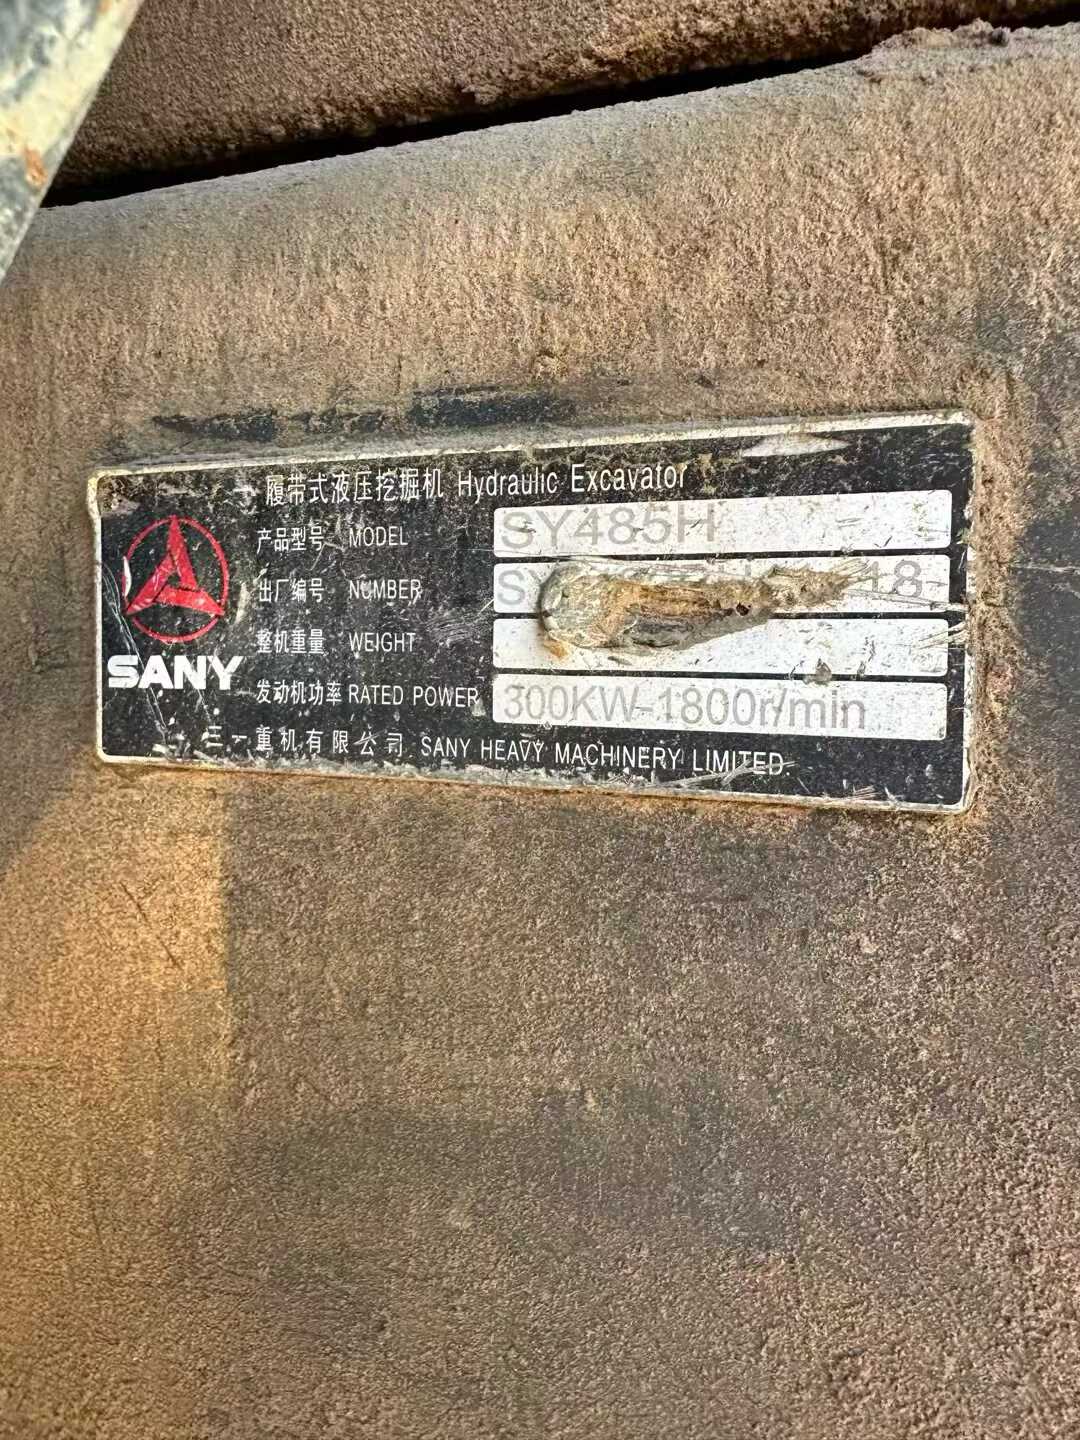 履带式液压挖掘机 Hydraulic Excavator
产品型号 MODEL SY485H
出厂编号 NUMBER SY 18
整机重量 WEIGHT
发动机功率 RATED POWER 300KW-1800r/min
SANY
三一重机有限公司 SANY HEAVY MACHINERY LIMITED.